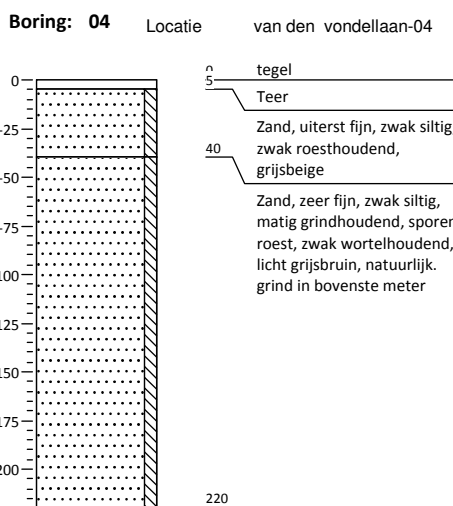 Boring: 04 Locatie van den vondellaan-04
0
5
tegel
Teer
Zand, uiterst fijn, zwak siltig
zwak roesthoudend,
grijsbeige
40
Zand, zeer fijn, zwak siltig,
matig grindhoudend, sporen
roest, zwak wortelhoudend,
licht grijsbruin, natuurlijk.
grind in bovenste meter
220
0
-25
-50
-75
100
125
150
175
200